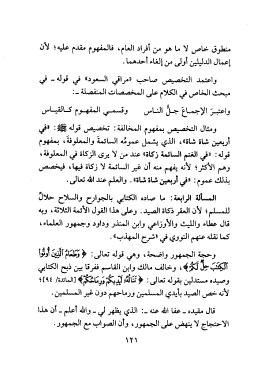 منطوق خاص لا ما هو من أفراد العام، فالمفهوم مقدم عليه؛ لأن
إعمال الدليلين أولى من إلغاء أحدهما.
واعتمد التخصيص صاحب «مراقي السعود» في قوله ـ في
مبحث الخاص في الكلام على المخصصات المنفصلة ـ:
واعتبر الإجماعَ جلُّ الناس وقسمي المفهوم كالقياس
ومثال التخصيص بمفهوم المخالفة: تخصيص قوله ﷺ: «في
أربعين شاة شاة»، الذي يشمل عمومُه السائمة والمعلوفة، بمفهوم
قوله: «في الغنم السائمة زكاة» عند من لا يرى الزكاة في المعلوفة،
وهم الأكثر؛ لأنه يفهم منه أن غير السائمة لا زكاة فيها، فيخصص
بذلك عموم: «في أربعين شاة شاة». والعلم عند الله تعالى.
المسألة الرابعة: ما صاده الكتابي بالجوارح والسلاح حلالٌ
للمسلم؛ لأن العقر ذكاة الصيد. وعلى هذا القول الأئمة الثلاثة، وبه
قال عطاء والليث والأوزاعي وابن المنذر وداود وجمهور العلماء،
كما نقله عنهم النووي في «شرح المهذب».
وحجة الجمهور واضحة، وهي قوله تعالى: ﴿وَطَعَامُ الَّذِينَ أُوتُوا
الْكِتَابَ حِلٌّ لَّكُمْ﴾، وخالف مالك وابن القاسم ففرقا بين ذبح الكتابي
وصيده مستدلين بقوله تعالى: ﴿تَنَالُهُ أَيْدِيكُمْ وَرِمَاحُكُمْ﴾ [المائدة/ ٩٤]؛
لأنه خص الصيد بأيدي المسلمين ورماحهم دون غير المسلمين.
قال مقيده ـ عفا الله عنه ـ: الذي يظهر لي ـ والله أعلم ـ أن هذا
الاحتجاج لا ينهض على الجمهور، وأن الصواب مع الجمهور.
١٢١